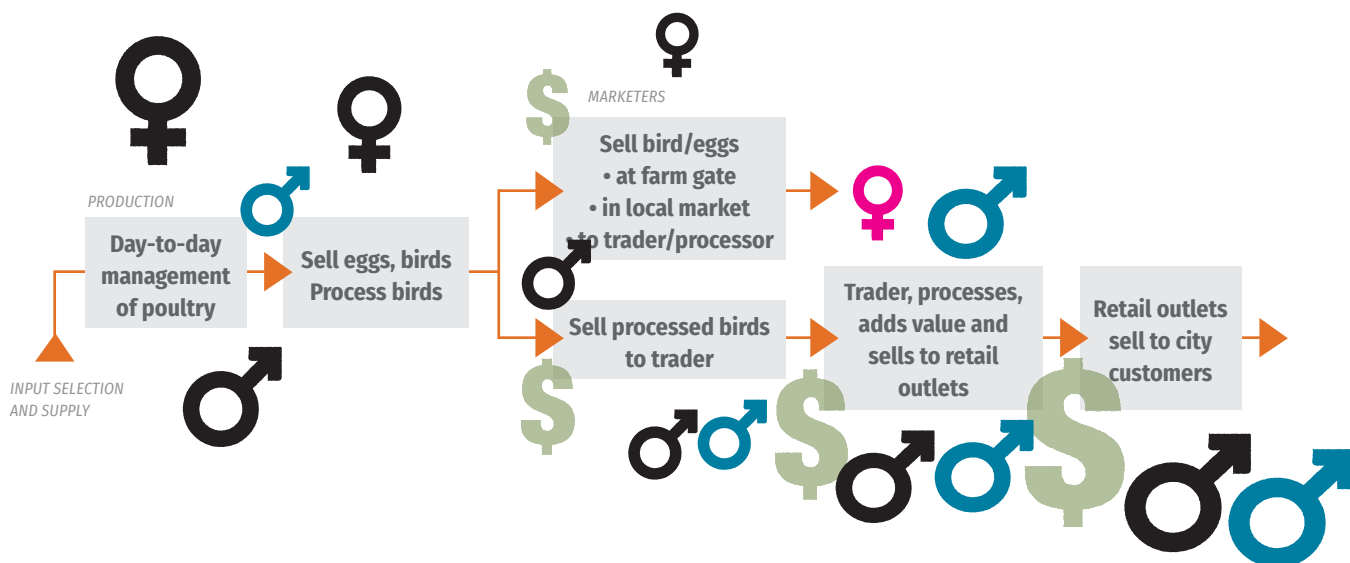 PRODUCTION
Day-to-day
management
of poultry
INPUT SELECTION
AND SUPPLY
Sell eggs, birds
Process birds
$
MARKETERS
Sell bird/eggs
• at farm gate
• in local market
• to trader/processor
$
Sell processed birds
to trader
$
Trader, processes,
adds value and
sells to retail
outlets
$
Retail outlets
sell to city
customers